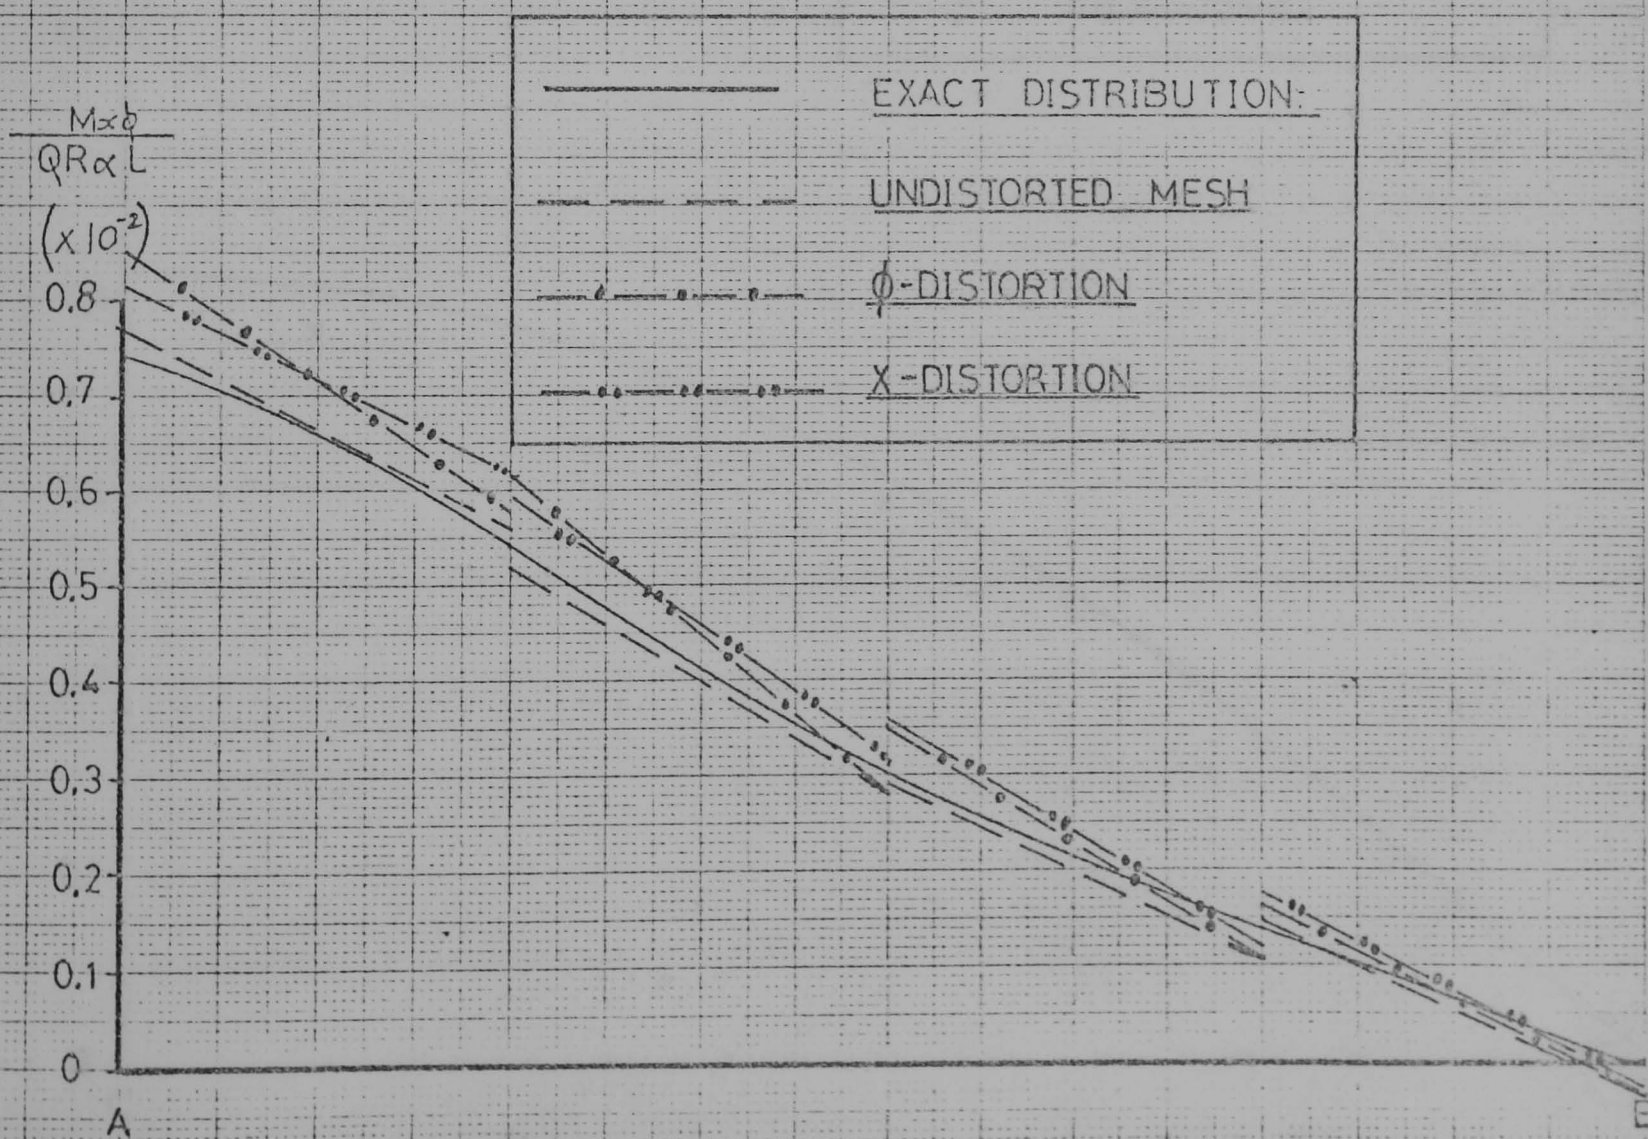 Mxϕ
QRαL
(×10⁻²)
EXACT DISTRIBUTION:
UNDISTORTED MESH
ϕ-DISTORTION
X-DISTORTION
0.8
0.7
0.6
0.5
0.4
0.3
0.2
0.1
0
A